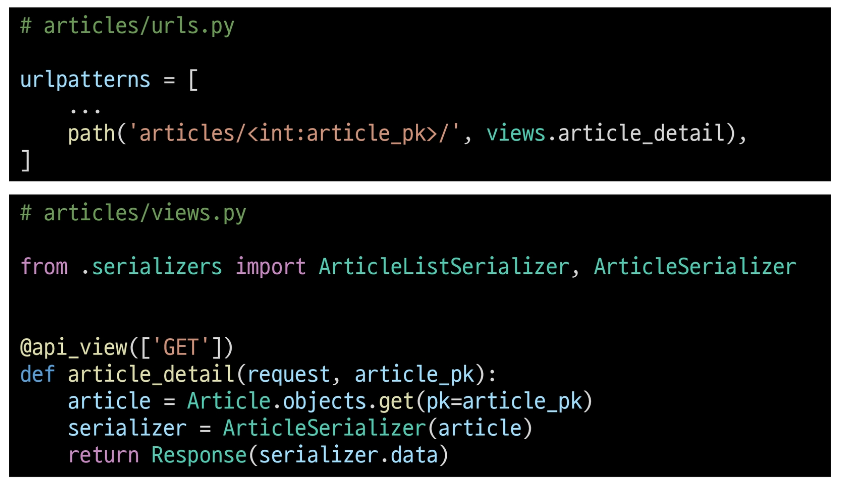 # articles/urls.py
urlpatterns = [
    ...
    path('articles/<int:article_pk>/', views.article_detail),
]
# articles/views.py
from .serializers import ArticleListSerializer, ArticleSerializer
@api_view(['GET'])
def article_detail(request, article_pk):
    article = Article.objects.get(pk=article_pk)
    serializer = ArticleSerializer(article)
    return Response(serializer.data)